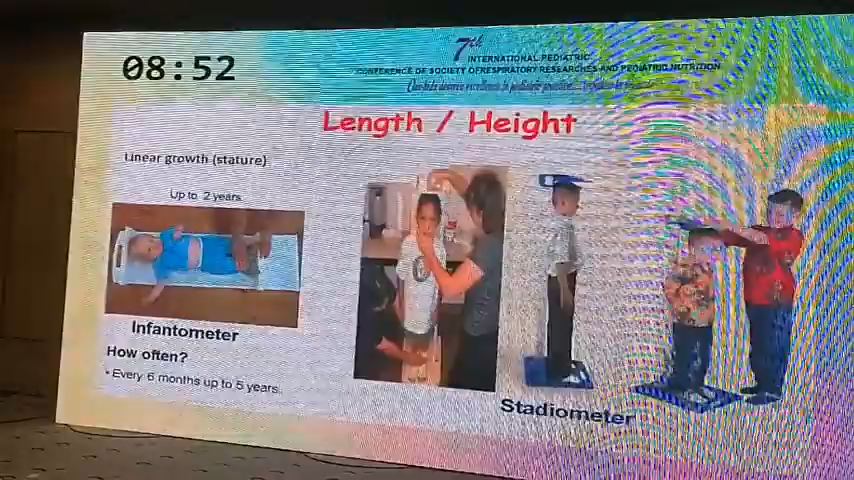 08:52
7th
INTERNATIONAL PEDIATRIC
CONFERENCE OF SOCIETY OF RESPIRATORY RESEARCHES AND PEDIATRIC NUTRITION
Length / Height
Linear growth (stature)
Up to 2 years
Infantometer
How often?
• Every 6 months up to 5 years.
Stadiometer